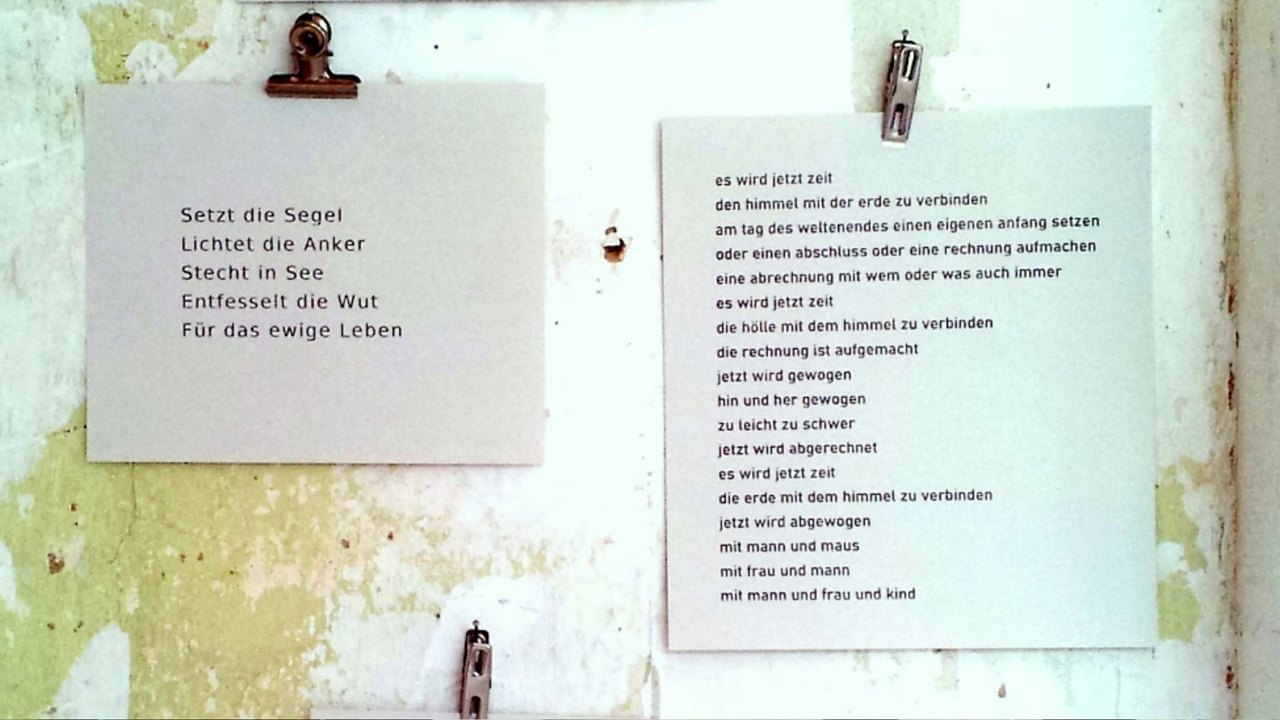 Setzt die Segel
Lichtet die Anker
Stecht in See
Entfesselt die Wut
Für das ewige Leben
es wird jetzt zeit
den himmel mit der erde zu verbinden
am tag des weltenendes einen eigenen anfang setzen
oder einen abschluss oder eine rechnung aufmachen
eine abrechnung mit wem oder was auch immer
es wird jetzt zeit
die hölle mit dem himmel zu verbinden
die rechnung ist aufgemacht
jetzt wird gewogen
hin und her gewogen
zu leicht zu schwer
jetzt wird abgerechnet
es wird jetzt zeit
die erde mit dem himmel zu verbinden
jetzt wird abgewogen
mit mann und maus
mit frau und mann
mit mann und frau und kind